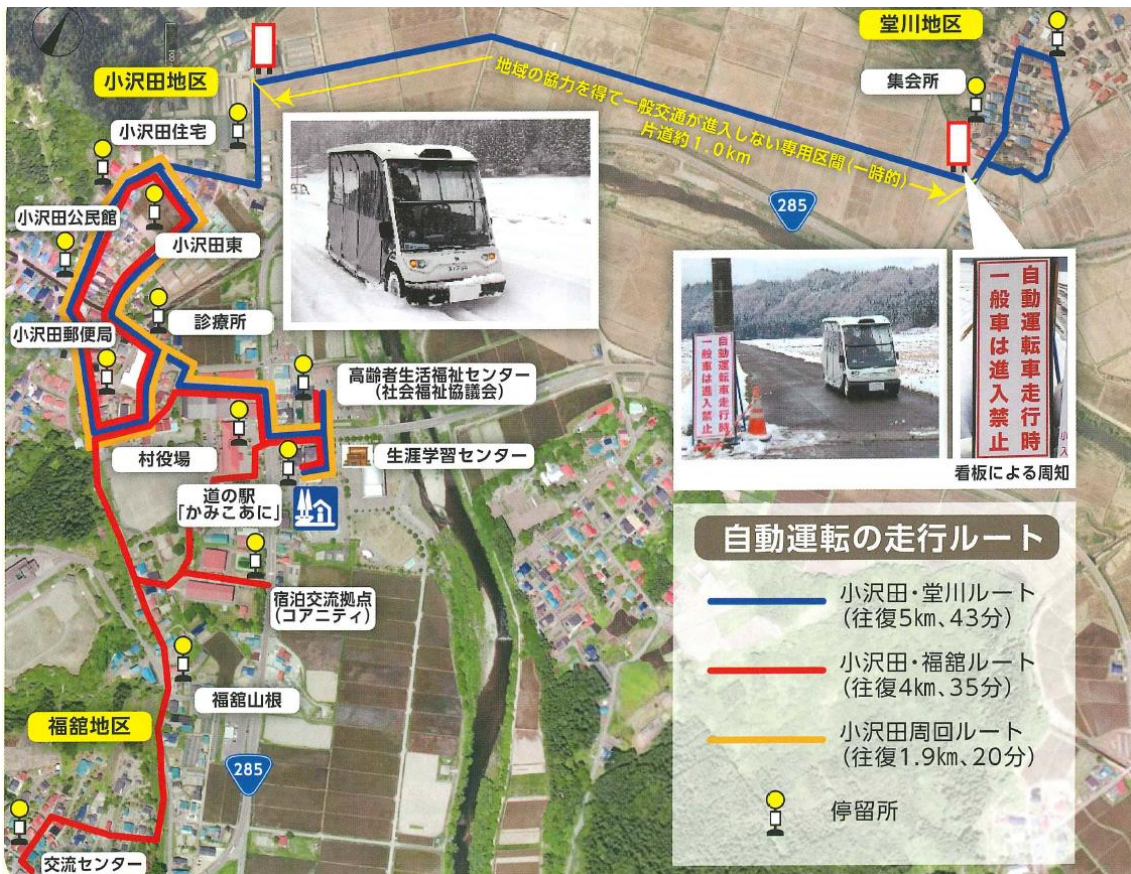 堂川地区
集会所
小沢田地区
小沢田住宅
地域の協力を得て一般交通が進入しない専用区間(一時的)
片道約1.0km
285
小沢田公民館
小沢田東
診療所
小沢田郵便局
高齢者生活福祉センター
(社会福祉協議会)
生涯学習センター
村役場
道の駅
「かみこあに」
宿泊交流拠点
(コアニティ)
福舘山根
福舘地区
285
交流センター
自動運転車走行時
一般車は進入禁止
自動運転車走行時
一般車は進入禁止
看板による周知
自動運転の走行ルート
小沢田・堂川ルート
(往復5km、43分)
小沢田・福舘ルート
(往復4km、35分)
小沢田周回ルート
(往復1.9km、20分)
停留所